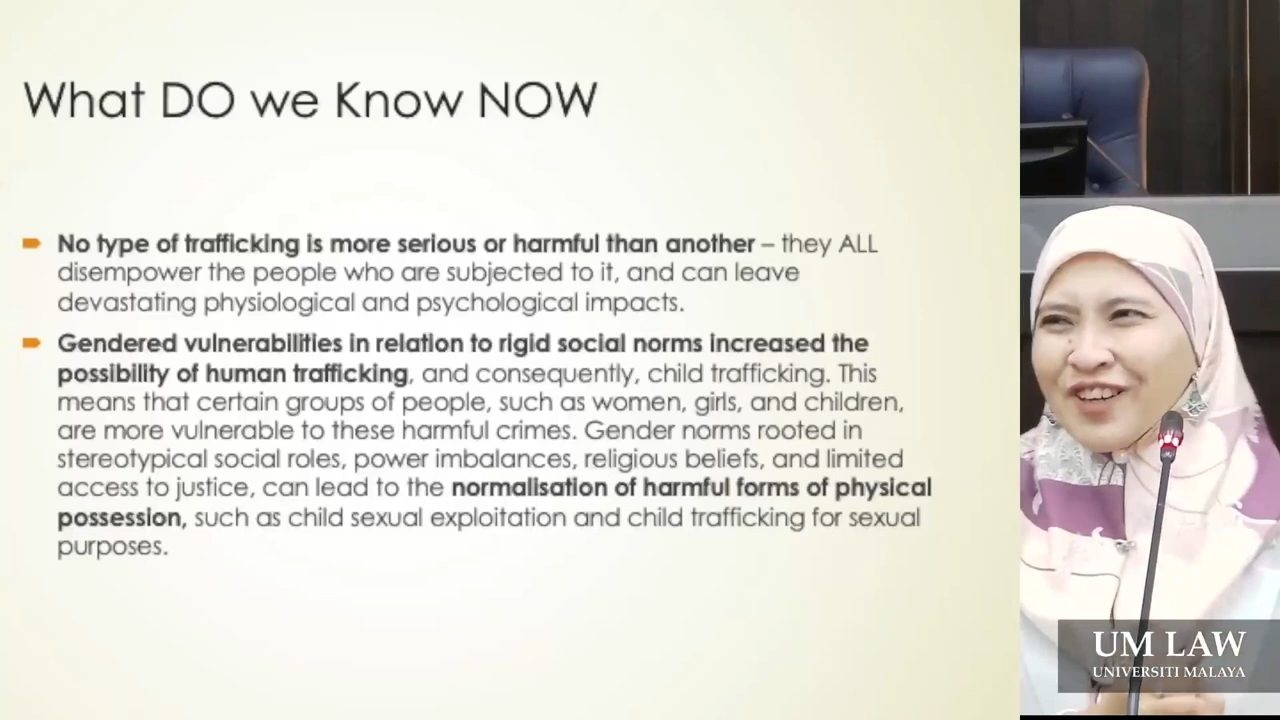 What DO we Know NOW
No type of trafficking is more serious or harmful than another – they ALL
disempower the people who are subjected to it, and can leave
devastating physiological and psychological impacts.
Gendered vulnerabilities in relation to rigid social norms increased the
possibility of human trafficking, and consequently, child trafficking. This
means that certain groups of people, such as women, girls, and children,
are more vulnerable to these harmful crimes. Gender norms rooted in
stereotypical social roles, power imbalances, religious beliefs, and limited
access to justice, can lead to the normalisation of harmful forms of physical
possession, such as child sexual exploitation and child trafficking for sexual
purposes.
UM LAW
UNIVERSITI MALAYA